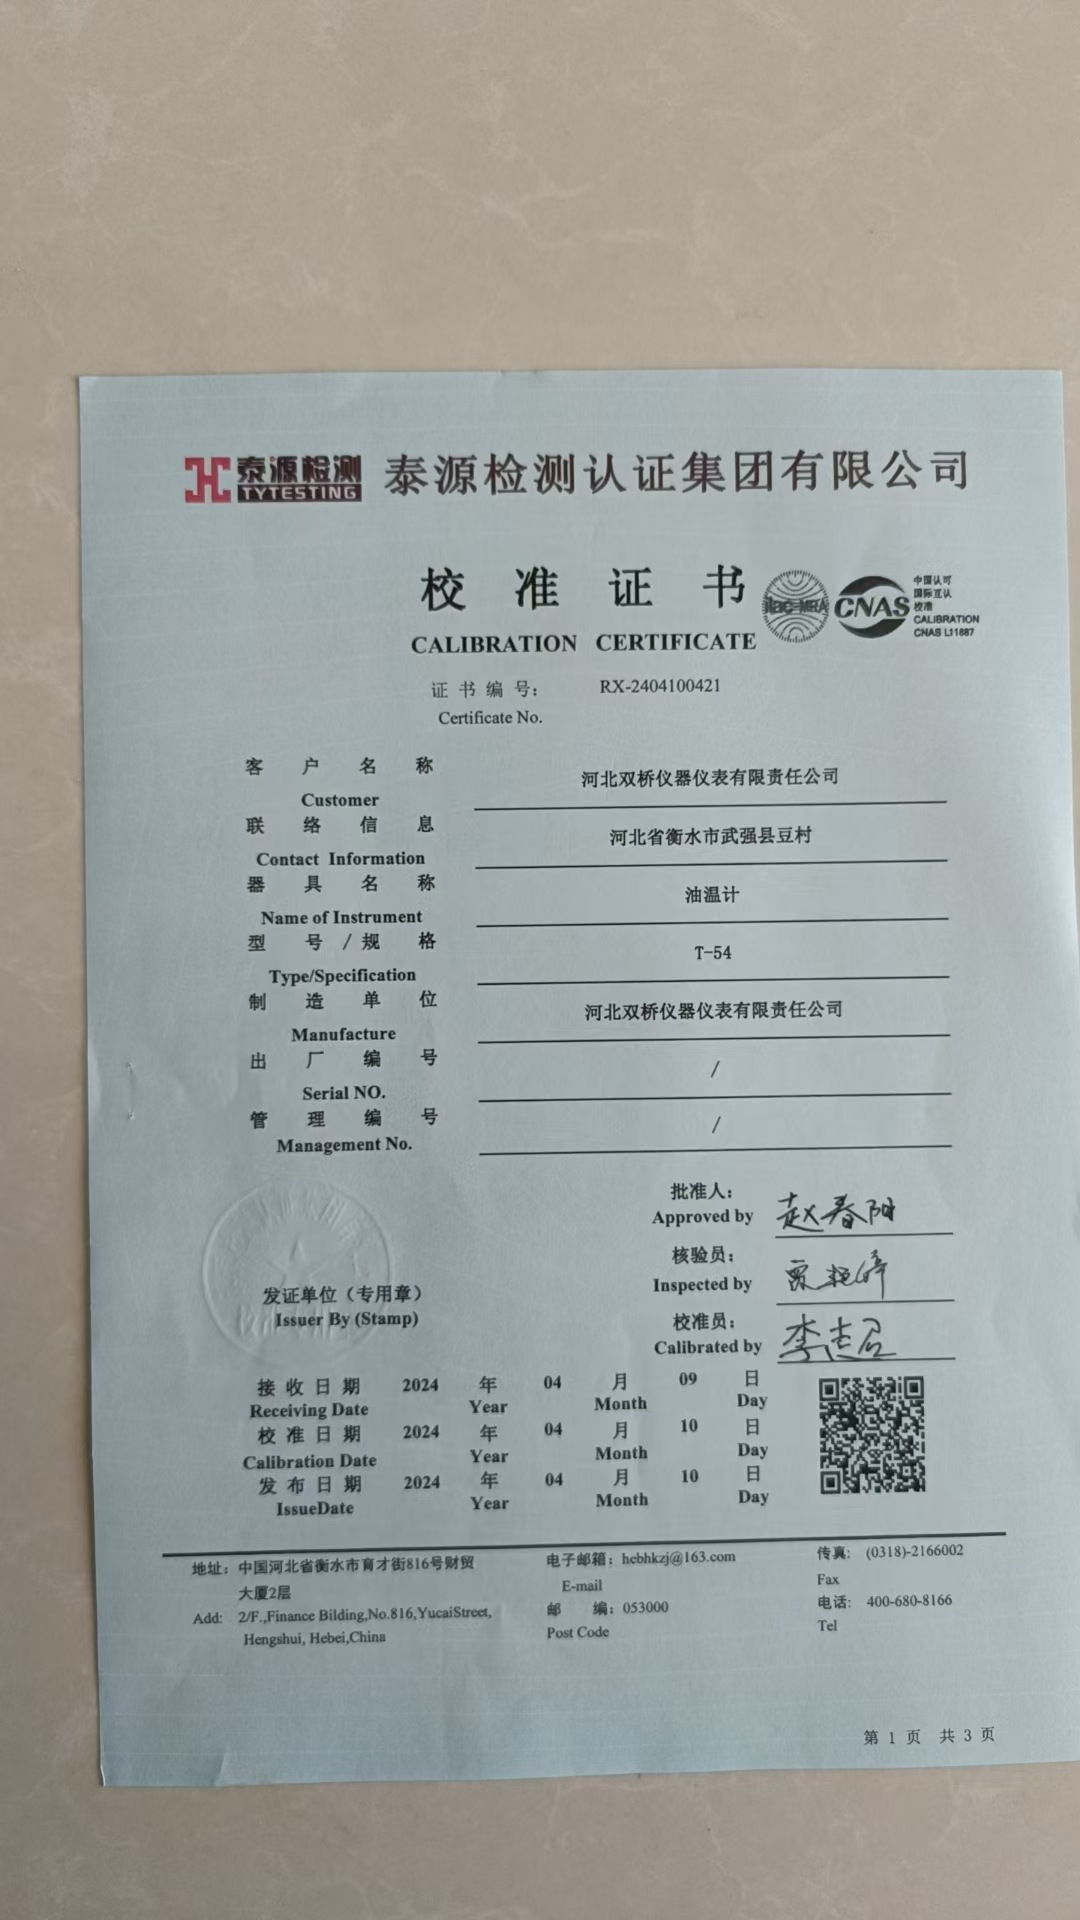 泰源检测 泰源检测认证集团有限公司
TYTESTING
校 准 证 书
CALIBRATION CERTIFICATE
ilac-MRA
CNAS
中国认可
国际互认
校准
CALIBRATION
CNAS L11887
证 书 编 号： RX-2404100421
Certificate No.
客 户 名 称 河北双桥仪器仪表有限责任公司
Customer
联 络 信 息 河北省衡水市武强县豆村
Contact Information
器 具 名 称 油温计
Name of Instrument
型 号 / 规 格 T-54
Type/Specification
制 造 单 位 河北双桥仪器仪表有限责任公司
Manufacture
出 厂 编 号 /
Serial NO.
管 理 编 号 /
Management No.
批准人： 赵春阳
Approved by
核验员：
Inspected by
发证单位（专用章）
Issuer By (Stamp)
校准员：
Calibrated by
接 收 日 期 2024 年 04 月 09 日
Receiving Date Year Month Day
校 准 日 期 2024 年 04 月 10 日
Calibration Date Year Month Day
发 布 日 期 2024 年 04 月 10 日
IssueDate Year Month Day
地址： 中国河北省衡水市育才街816号财贸
大厦2层
Add: 2/F.,Finance Bilding,No.816,YucaiStreet,
Hengshui, Hebei,China
电子邮箱：hebhkzj@163.com
E-mail
邮 编：053000
Post Code
传真: (0318)-2166002
Fax
电话: 400-680-8166
Tel
第 1 页 共 3 页